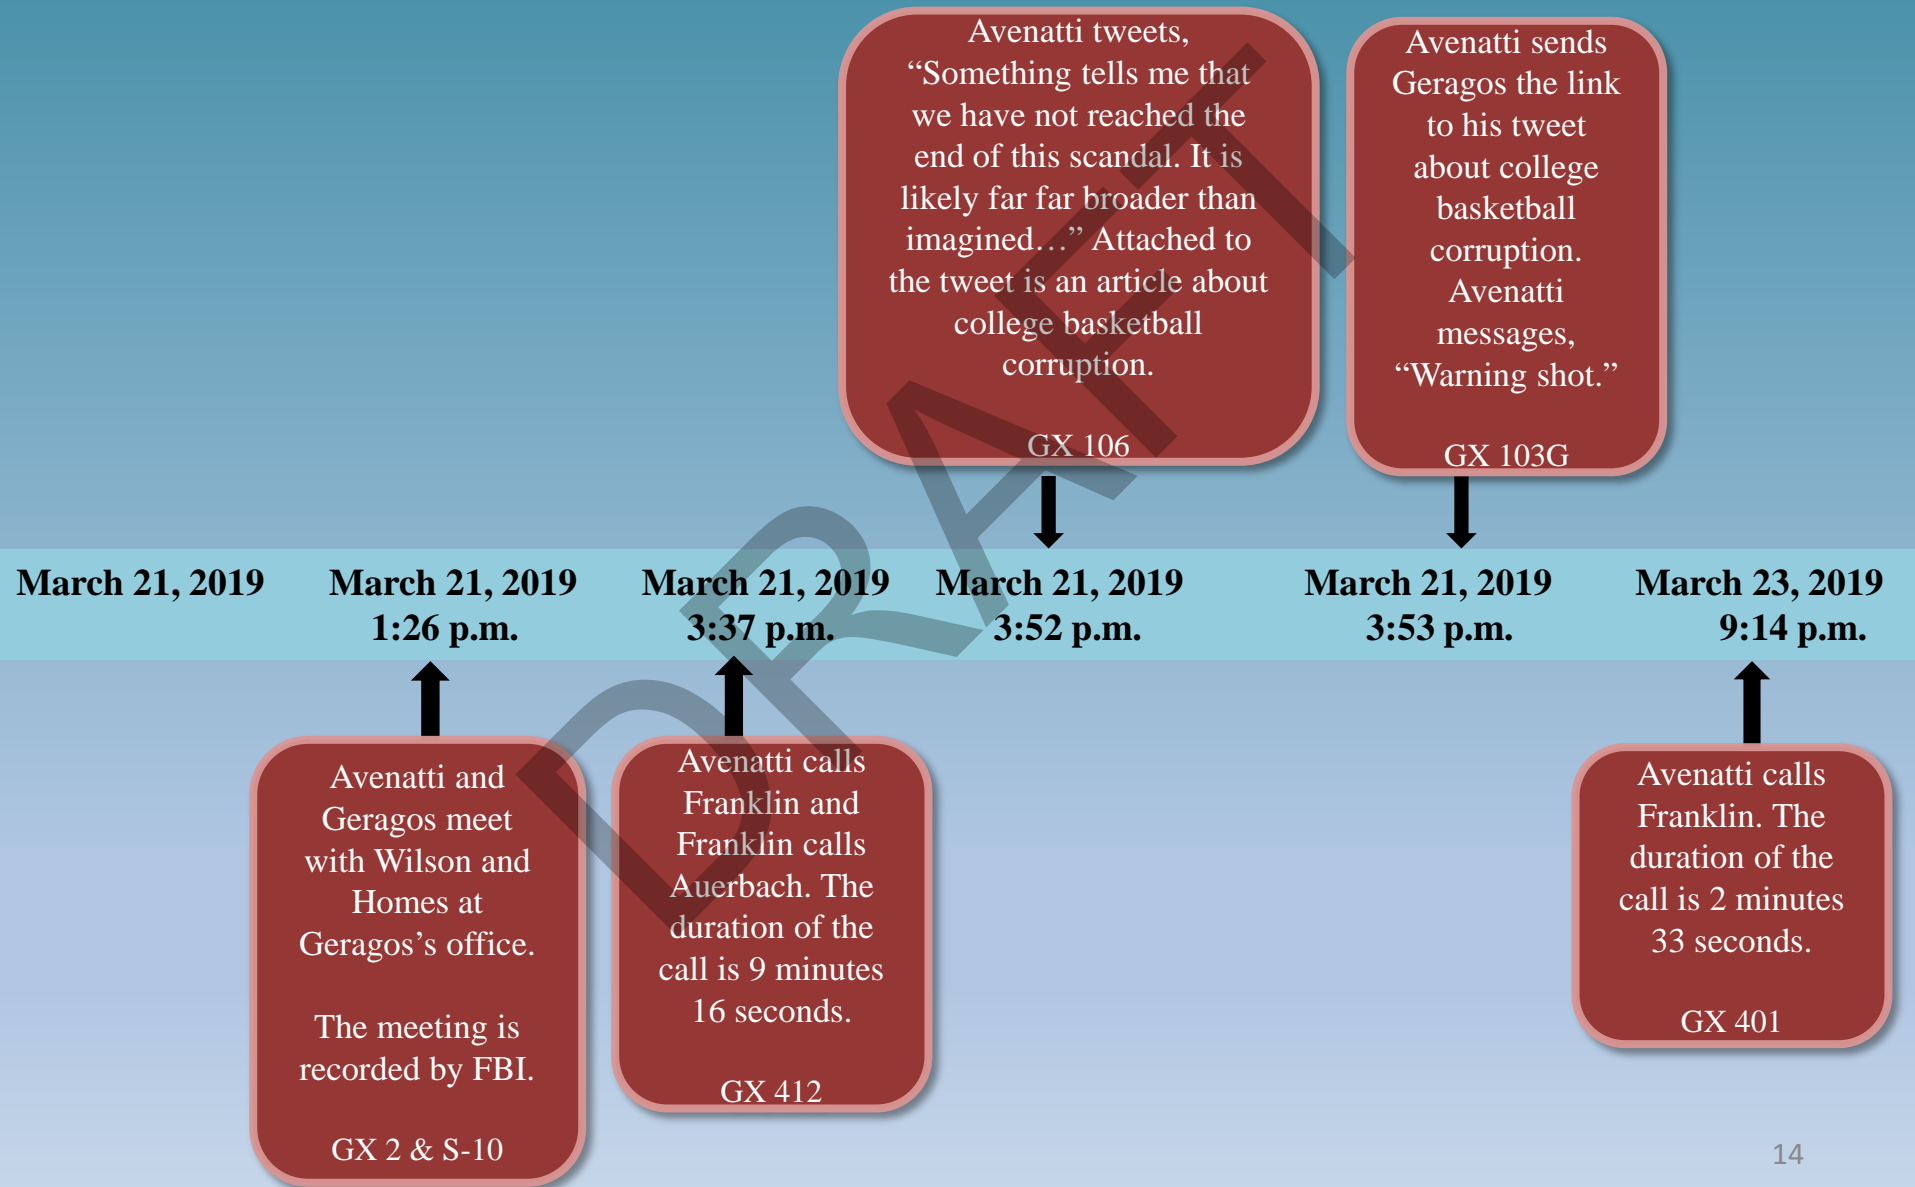 Avenatti tweets,
“Something tells me that
we have not reached the
end of this scandal. It is
likely far far broader than
imagined…” Attached to
the tweet is an article about
college basketball
corruption.
GX 106
Avenatti sends
Geragos the link
to his tweet
about college
basketball
corruption.
Avenatti
messages,
“Warning shot.”
GX 103G
March 21, 2019
March 21, 2019
1:26 p.m.
March 21, 2019
3:37 p.m.
March 21, 2019
3:52 p.m.
March 21, 2019
3:53 p.m.
March 23, 2019
9:14 p.m.
Avenatti and
Geragos meet
with Wilson and
Homes at
Geragos’s office.
The meeting is
recorded by FBI.
GX 2 & S-10
Avenatti calls
Franklin and
Franklin calls
Auerbach. The
duration of the
call is 9 minutes
16 seconds.
GX 412
Avenatti calls
Franklin. The
duration of the
call is 2 minutes
33 seconds.
GX 401
DRAFT
14